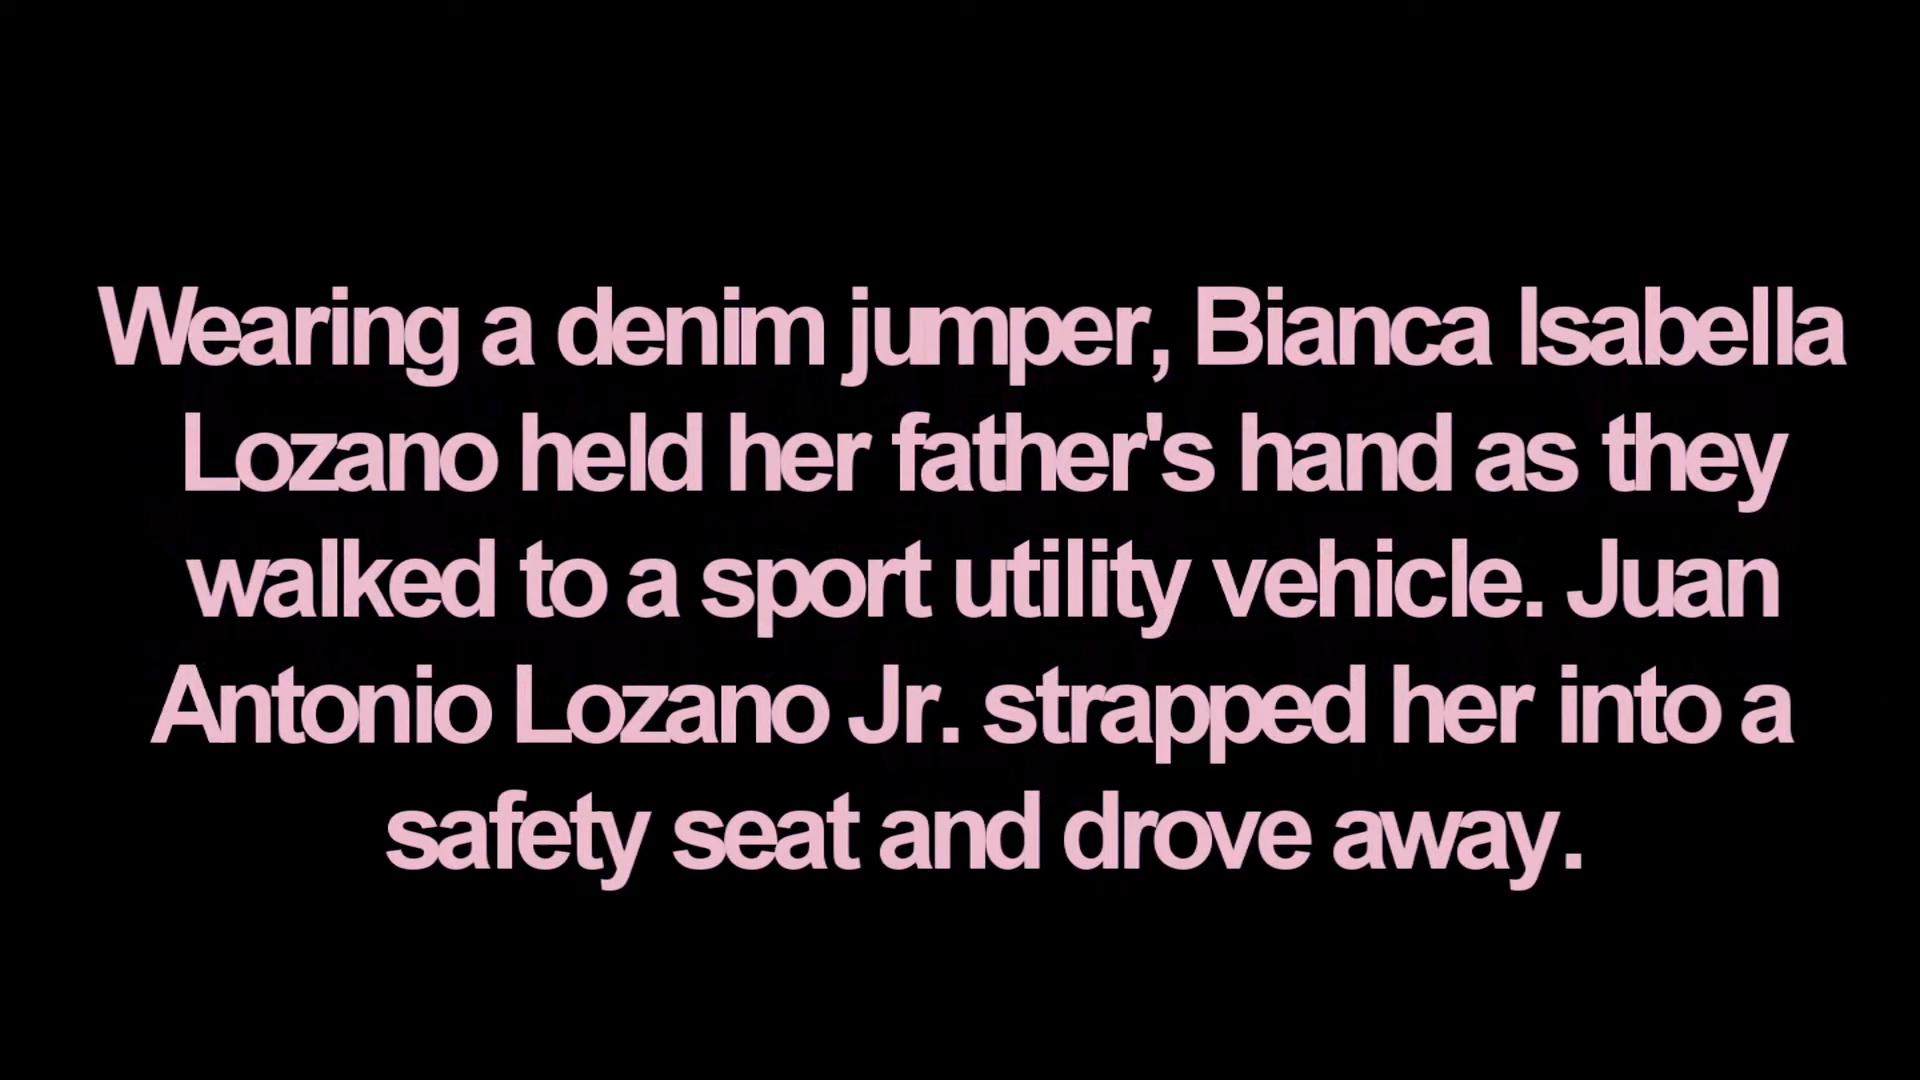 Wearing a denim jumper, Bianca Isabella
Lozano held her father's hand as they
walked to a sport utility vehicle. Juan
Antonio Lozano Jr. strapped her into a
safety seat and drove away.